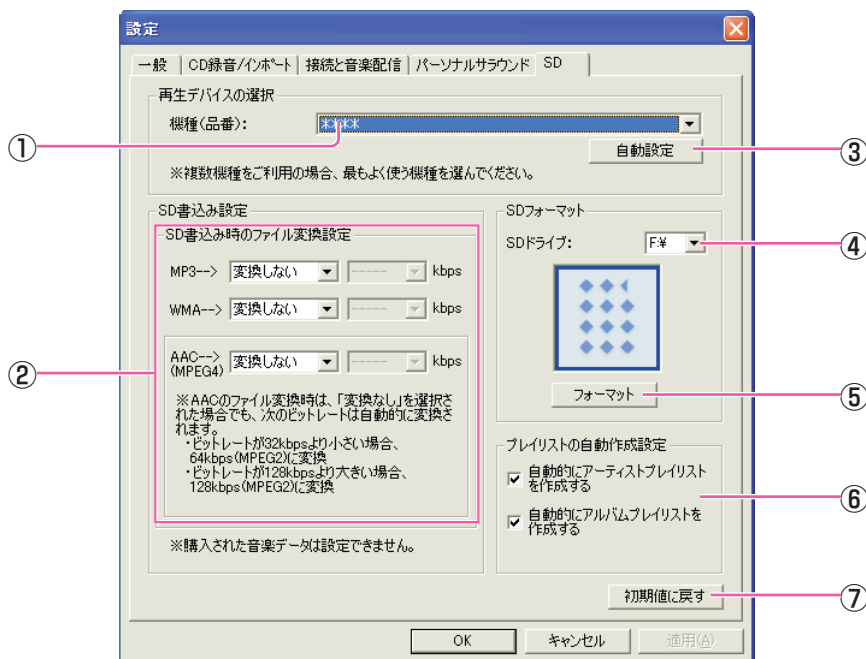 設定
一般 CD録音/インポート 接続と音楽配信 パーソナルサラウンド SD
再生デバイスの選択
機種(品番): ****
①
自動設定
③
※複数機種をご利用の場合、最もよく使う機種を選んでください。
SD書込み設定
SD書込み時のファイル変換設定
MP3--> 変換しない ----- kbps
WMA--> 変換しない ----- kbps
②
AAC--> 変換しない ----- kbps
(MPEG4)
※AACのファイル変換時は、「変換なし」を選択さ
れた場合でも、次のビットレートは自動的に変換さ
れます。
・ビットレートが32kbpsより小さい場合、
64kbps(MPEG2)に変換
・ビットレートが128kbpsより大きい場合、
128kbps(MPEG2)に変換
※購入された音楽データは設定できません。
SDフォーマット
SDドライブ: F:¥
④
フォーマット
⑤
プレイリストの自動作成設定
自動的にアーティストプレイリスト
を作成する
⑥
自動的にアルバムプレイリストを
作成する
初期値に戻す
⑦
OK キャンセル 適用(A)